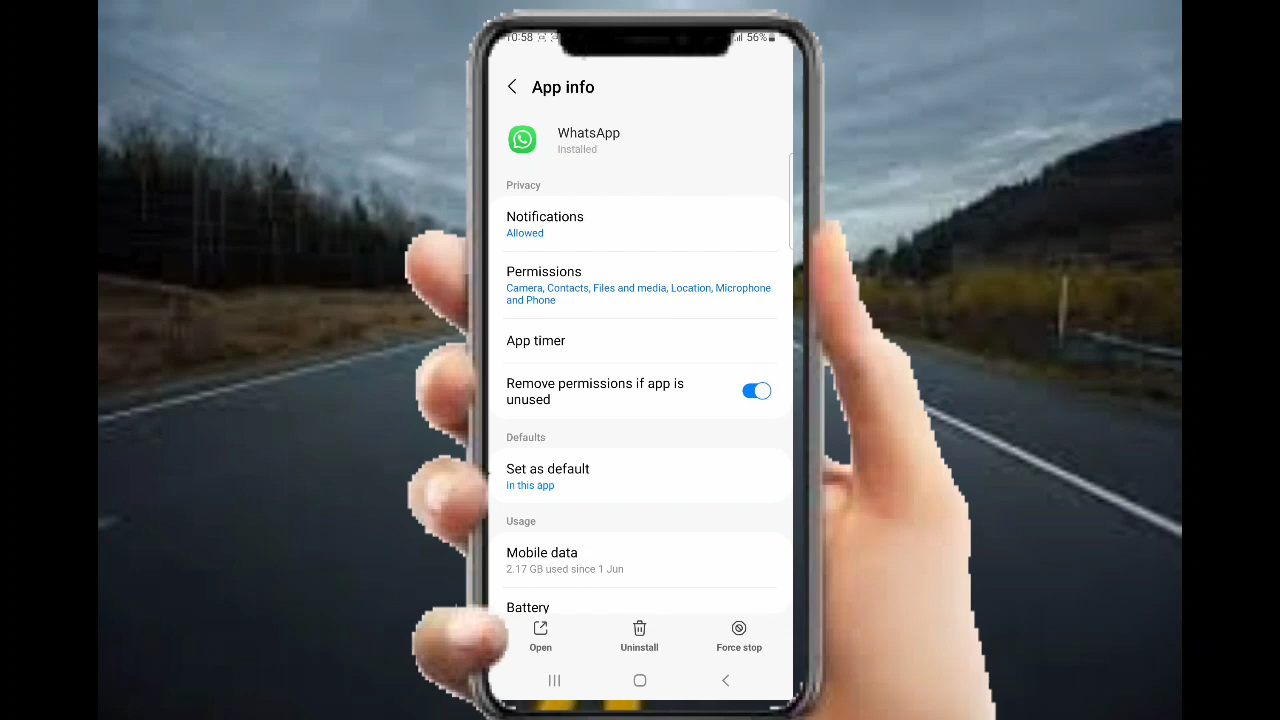 10:58 56%
App info
WhatsApp
Installed
Privacy
Notifications
Allowed
Permissions
Camera, Contacts, Files and media, Location, Microphone
and Phone
App timer
Remove permissions if app is
unused
Defaults
Set as default
In this app
Usage
Mobile data
2.17 GB used since 1 Jun
Battery
Open Uninstall Force stop